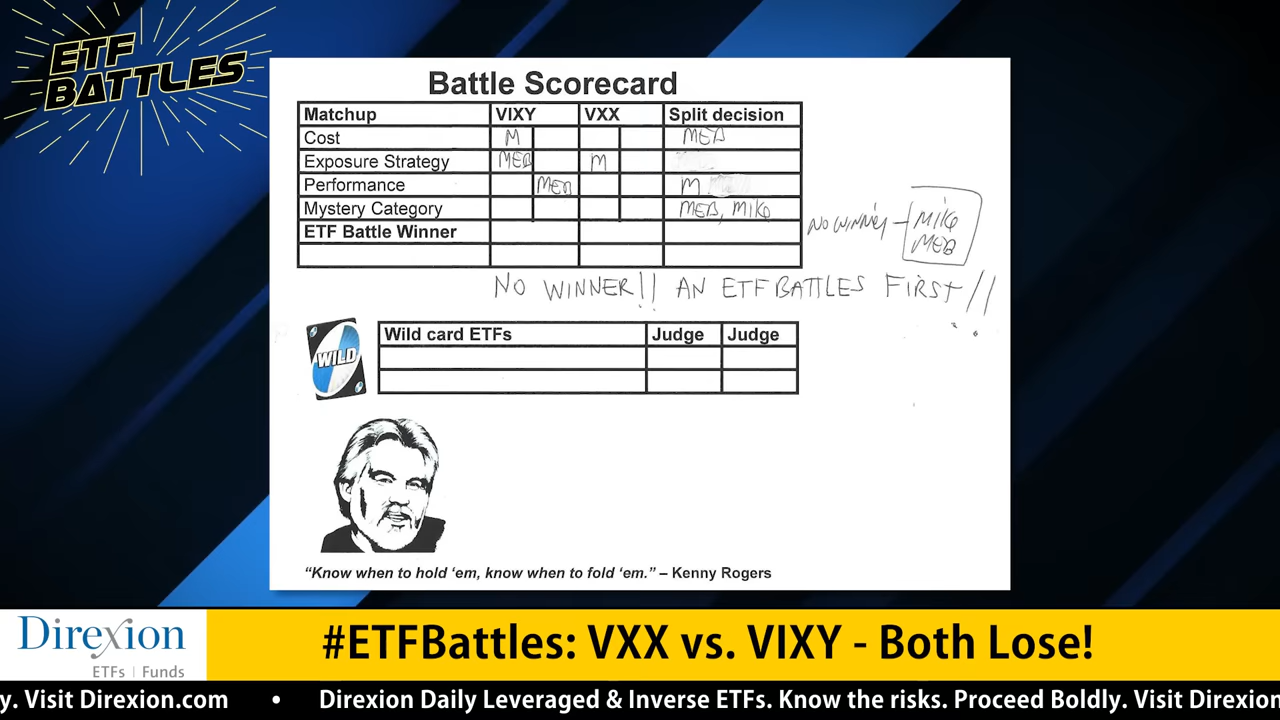 ETF
BATTLES
Battle Scorecard
Matchup VIXY VXX Split decision
Cost M MEB
Exposure Strategy MEB M
Performance MEB M
Mystery Category MEB, MIKE
ETF Battle Winner
NO WINNER – MIKE
MEB
NO WINNER!! AN ETF BATTLES FIRST!!
WILD
Wild card ETFs Judge Judge
“Know when to hold ‘em, know when to fold ‘em.” – Kenny Rogers
Direxion
ETFs | Funds
#ETFBattles: VXX vs. VIXY - Both Lose!
y. Visit Direxion.com • Direxion Daily Leveraged & Inverse ETFs. Know the risks. Proceed Boldly. Visit Direxion